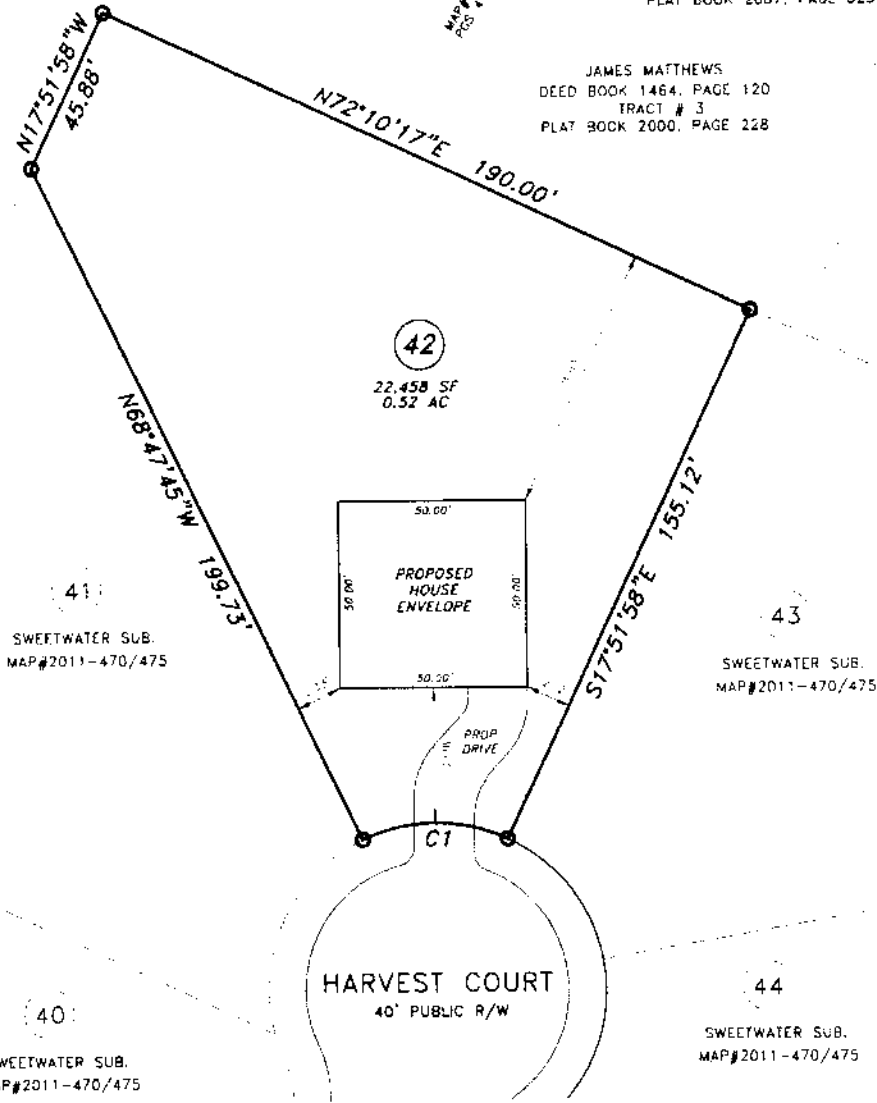 MAP#
PGS
PLAT BOOK 2007, PAGE
JAMES MATTHEWS
DEED BOOK 1464, PAGE 120
TRACT # 3
PLAT BOOK 2000, PAGE 228
N17°51'58"W
45.88'
N72°10'17"E 190.00'
42
22,458 SF
0.52 AC
N68°47'45"W 199.73'
S17°51'58"E 155.12'
50.00'
50.00'
PROPOSED
HOUSE
ENVELOPE
50.00'
50.00'
41
SWEETWATER SUB.
MAP#2011-470/475
43
SWEETWATER SUB.
MAP#2011-470/475
PROP
DRIVE
C1
HARVEST COURT
40' PUBLIC R/W
40
WEETWATER SUB.
P#2011-470/475
44
SWEETWATER SUB.
MAP#2011-470/475